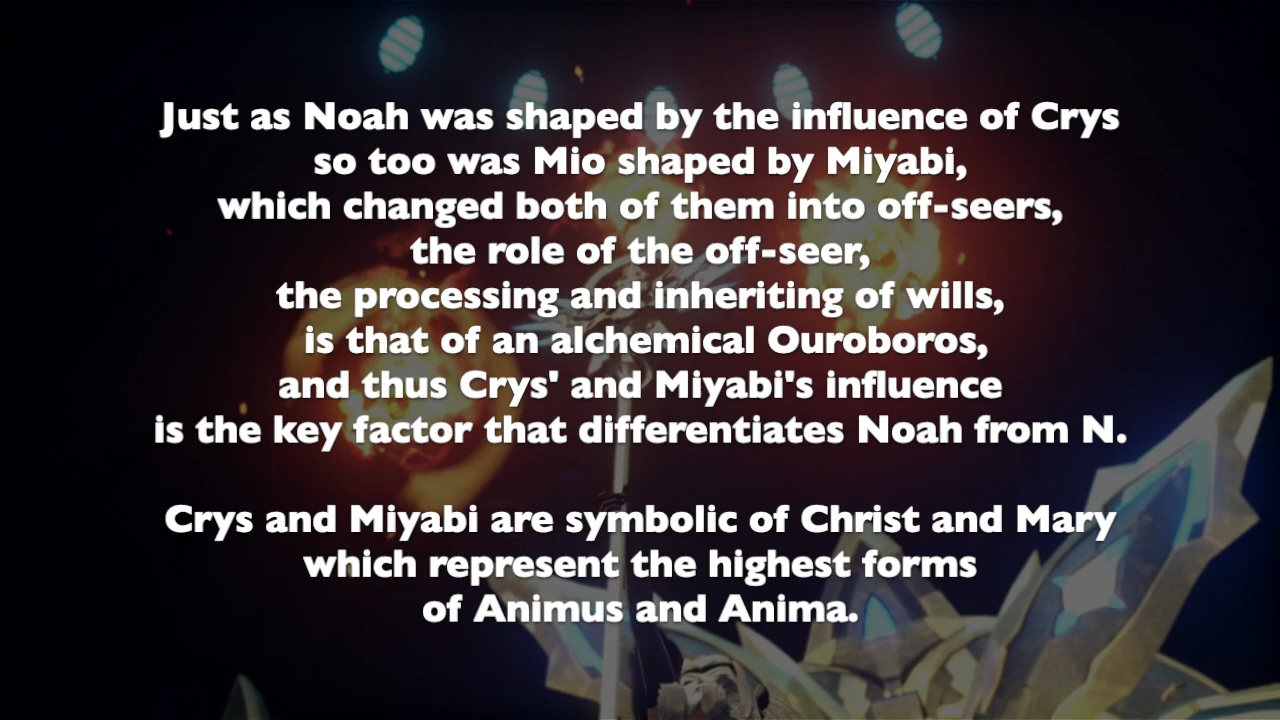 Just as Noah was shaped by the influence of Crys
so too was Mio shaped by Miyabi,
which changed both of them into off-seers,
the role of the off-seer,
the processing and inheriting of wills,
is that of an alchemical Ouroboros,
and thus Crys' and Miyabi's influence
is the key factor that differentiates Noah from N.
Crys and Miyabi are symbolic of Christ and Mary
which represent the highest forms
of Animus and Anima.